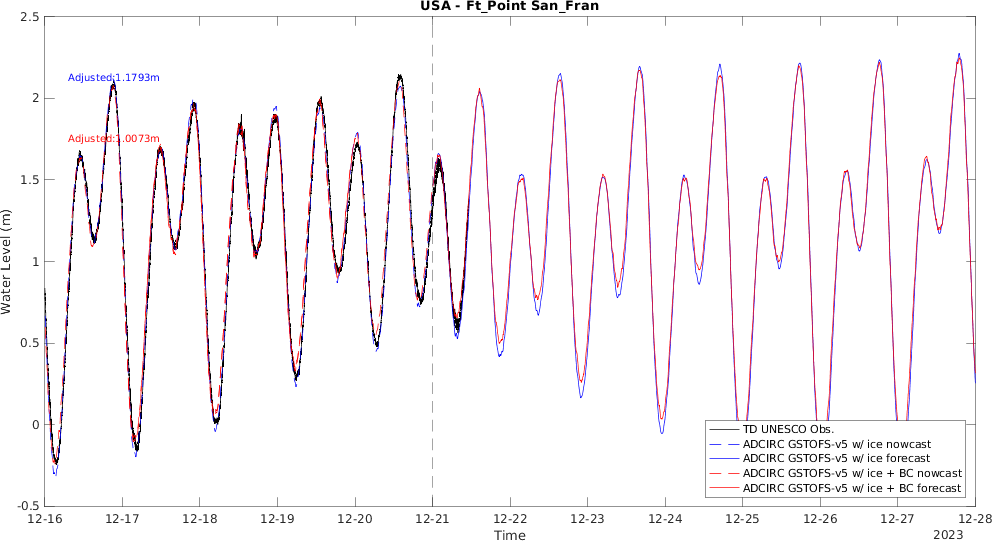 USA - Ft_Point San_Fran
Water Level (m)
2.5
2
1.5
1
0.5
0
-0.5
Adjusted:1.1793m
Adjusted:1.0073m
TD UNESCO Obs.
ADCIRC GSTOFS-v5 w/ ice nowcast
ADCIRC GSTOFS-v5 w/ ice forecast
ADCIRC GSTOFS-v5 w/ ice + BC nowcast
ADCIRC GSTOFS-v5 w/ ice + BC forecast
12-16 12-17 12-18 12-19 12-20 12-21 12-22 12-23 12-24 12-25 12-26 12-27 12-28
Time
2023